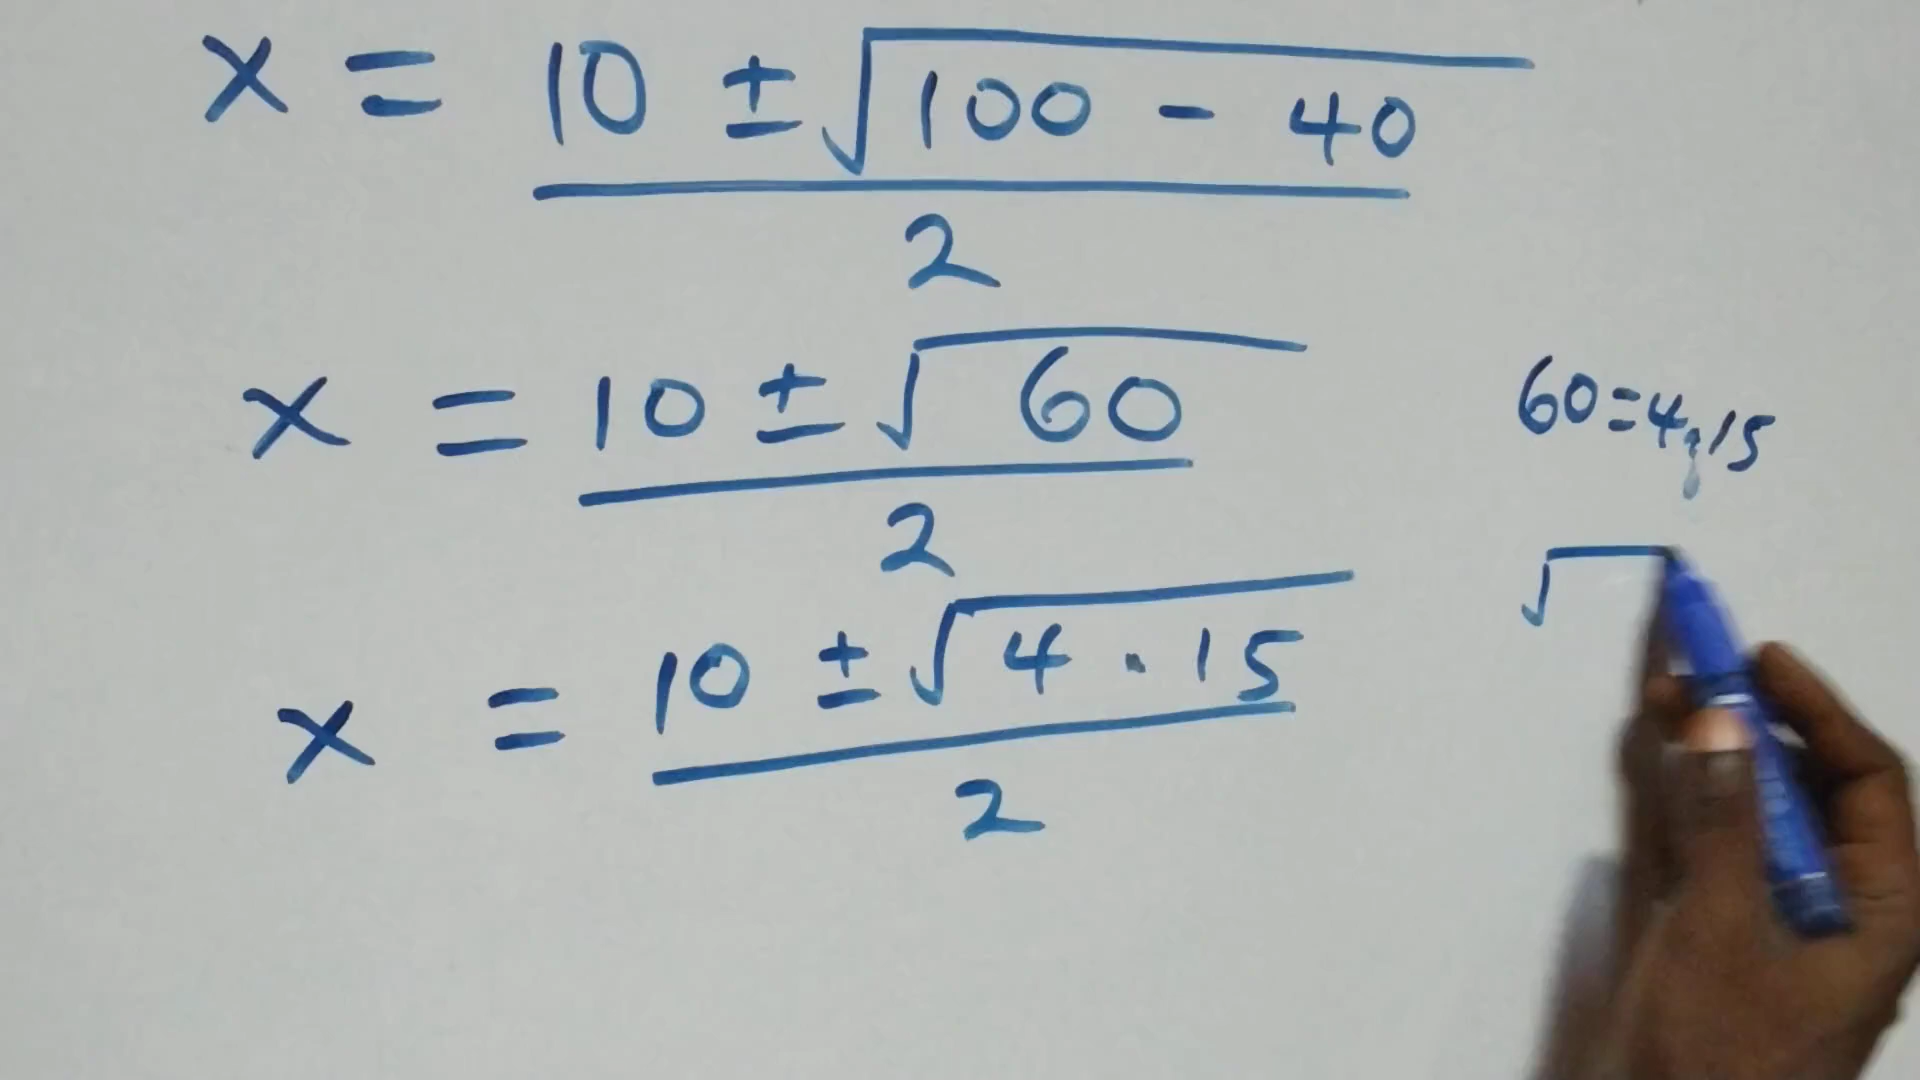 x = 10 ± √100 - 40
2
x = 10 ± √60
2
60 = 4.15
x = 10 ± √4 . 15
2
√